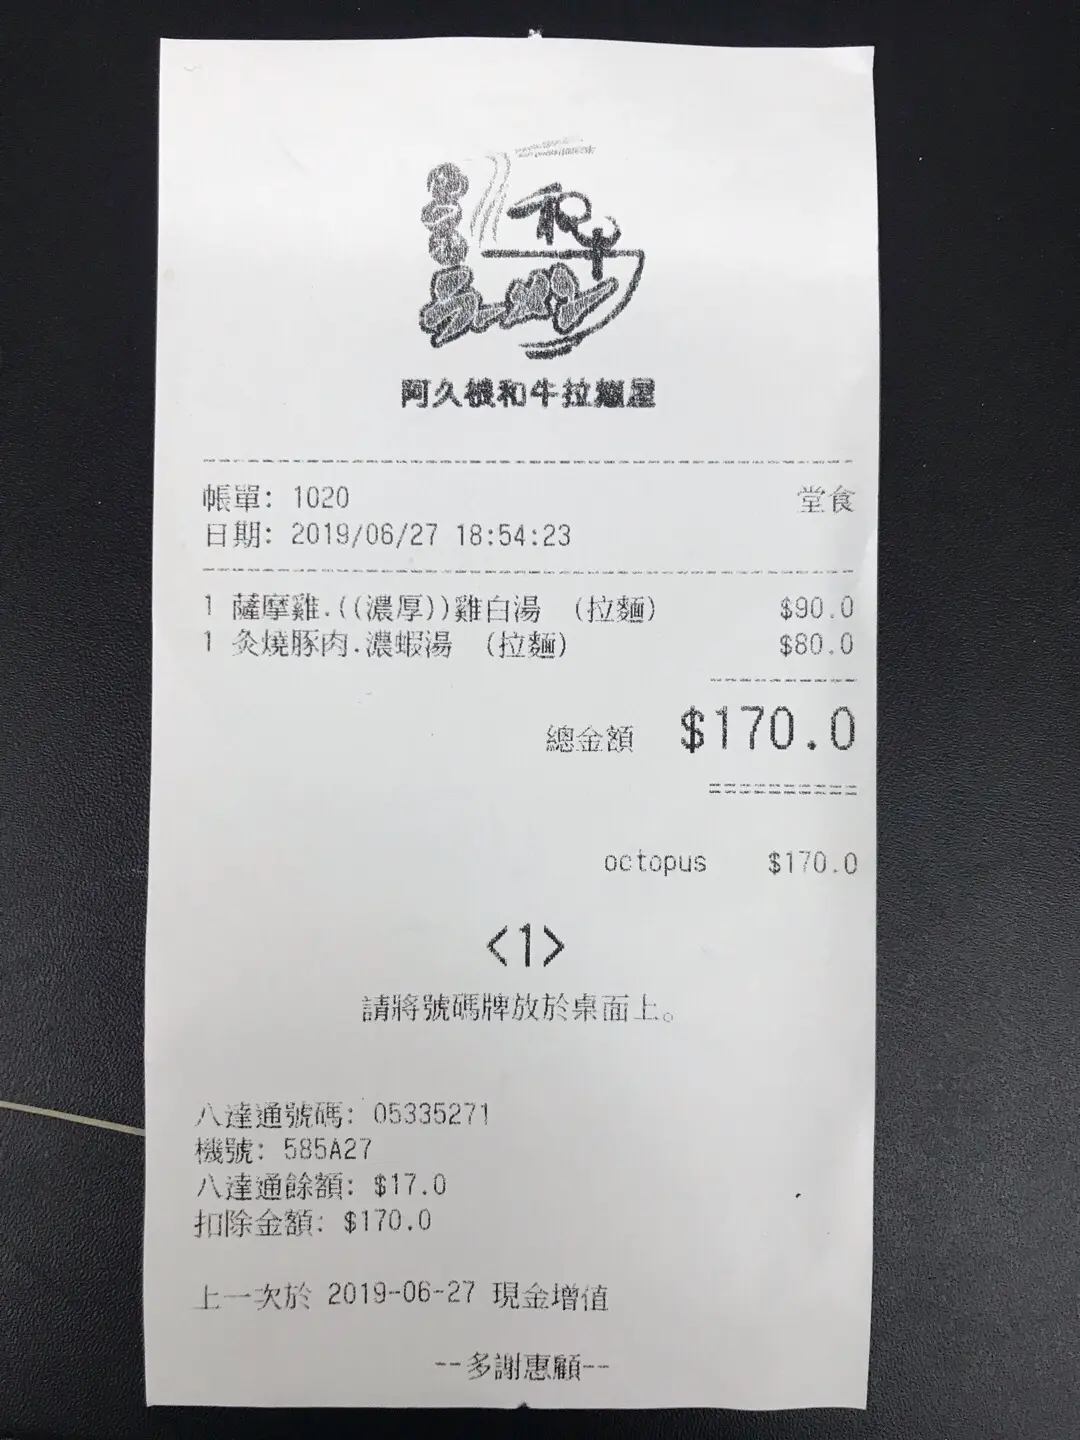 和牛
阿久根和牛拉麵屋
帳單: 1020 堂食
日期: 2019/06/27 18:54:23
1 薩摩雞.((濃厚))雞白湯 (拉麵) $90.0
1 灸燒豚肉.濃蝦湯 (拉麵) $80.0
總金額 $170.0
octopus $170.0
<1>
請將號碼牌放於桌面上。
八達通號碼: 05335271
機號: 585A27
八達通餘額: $17.0
扣除金額: $170.0
上一次於 2019-06-27 現金增值
--多謝惠顧--